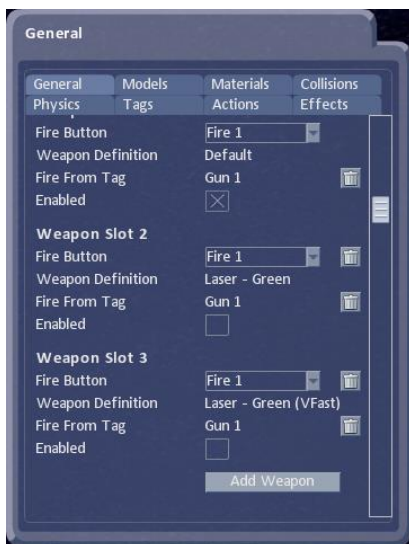 General
General Models Materials Collisions
Physics Tags Actions Effects
Fire Button Fire 1
Weapon Definition Default
Fire From Tag Gun 1
Enabled
Weapon Slot 2
Fire Button Fire 1
Weapon Definition Laser - Green
Fire From Tag Gun 1
Enabled
Weapon Slot 3
Fire Button Fire 1
Weapon Definition Laser - Green (VFast)
Fire From Tag Gun 1
Enabled
Add Weapon